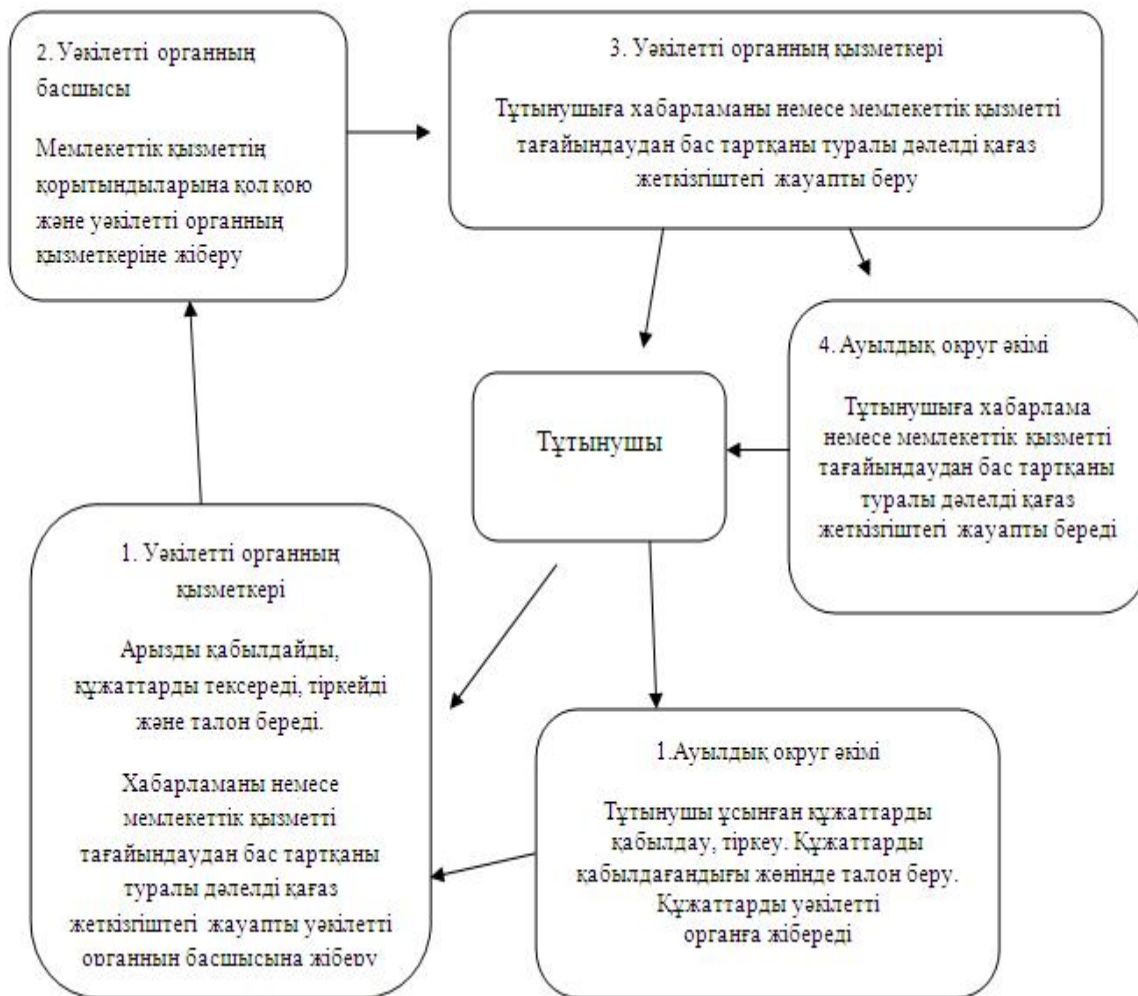 2. Уәкілетті органның
басшысы
Мемлекеттік қызметтің
қорытындыларына қол қою
және уәкілетті органның
қызметкеріне жіберу
3. Уәкілетті органның қызметкері
Тұтынушыға хабарламаны немесе мемлекеттік қызметті
тағайындаудан бас тартқаны туралы дәлелді қағаз
жеткізгіштегі жауапты беру
4. Ауылдық округ әкімі
Тұтынушыға хабарлама
немесе мемлекеттік қызметті
тағайындаудан бас тартқаны
туралы дәлелді қағаз
жеткізгіштегі жауапты береді
Тұтынушы
1. Уәкілетті органның
қызметкері
Арызды қабылдайды,
құжаттарды тексереді, тіркейді
және талон береді.
Хабарламаны немесе
мемлекеттік қызметті
тағайындаудан бас тартқаны
туралы дәлелді қағаз
жеткізгіштегі жауапты уәкілетті
органның басшысына жіберу
1.Ауылдық округ әкімі
Тұтынушы ұсынған құжаттарды
қабылдау, тіркеу. Құжаттарды
қабылдағандығы жөнінде талон беру.
Құжаттарды уәкілетті
органға жібереді